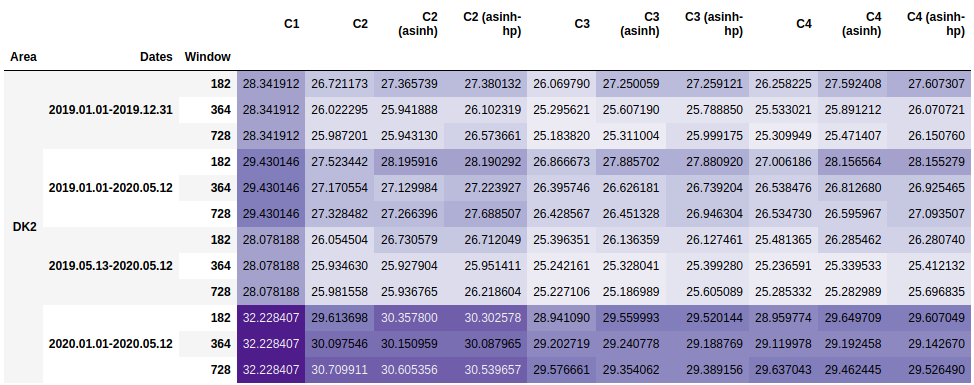 C1 C2 C2 (asinh) C2 (asinh-hp) C3 C3 (asinh) C3 (asinh-hp) C4 C4 (asinh) C4 (asinh-hp)
Area Dates Window
DK2 2019.01.01-2019.12.31 182 28.341912 26.721173 27.365739 27.380132 26.069790 27.250059 27.259121 26.258225 27.592408 27.607307
364 28.341912 26.022295 25.941888 26.102319 25.295621 25.607190 25.788850 25.533021 25.891212 26.070721
728 28.341912 25.987201 25.943130 26.573661 25.183820 25.311004 25.999175 25.309949 25.471407 26.150760
2019.01.01-2020.05.12 182 29.430146 27.523442 28.195916 28.190292 26.866673 27.885702 27.880920 27.006186 28.156564 28.155279
364 29.430146 27.170554 27.129984 27.223927 26.395746 26.626181 26.739204 26.538476 26.812680 26.925465
728 29.430146 27.328482 27.266396 27.688507 26.428567 26.451328 26.946304 26.534730 26.595967 27.093507
2019.05.13-2020.05.12 182 28.078188 26.054504 26.730579 26.712049 25.396351 26.136359 26.127461 25.481365 26.285462 26.280740
364 28.078188 25.934630 25.927904 25.951411 25.242161 25.328041 25.399280 25.236591 25.339533 25.412132
728 28.078188 25.981558 25.936765 26.218604 25.227106 25.186989 25.605089 25.285332 25.282989 25.696835
2020.01.01-2020.05.12 182 32.228407 29.613698 30.357800 30.302578 28.941090 29.559993 29.520144 28.959774 29.649709 29.607049
364 32.228407 30.097546 30.150959 30.087965 29.202719 29.240778 29.188769 29.119978 29.192458 29.142670
728 32.228407 30.709911 30.605356 30.539657 29.576661 29.354062 29.389156 29.637043 29.462445 29.526490